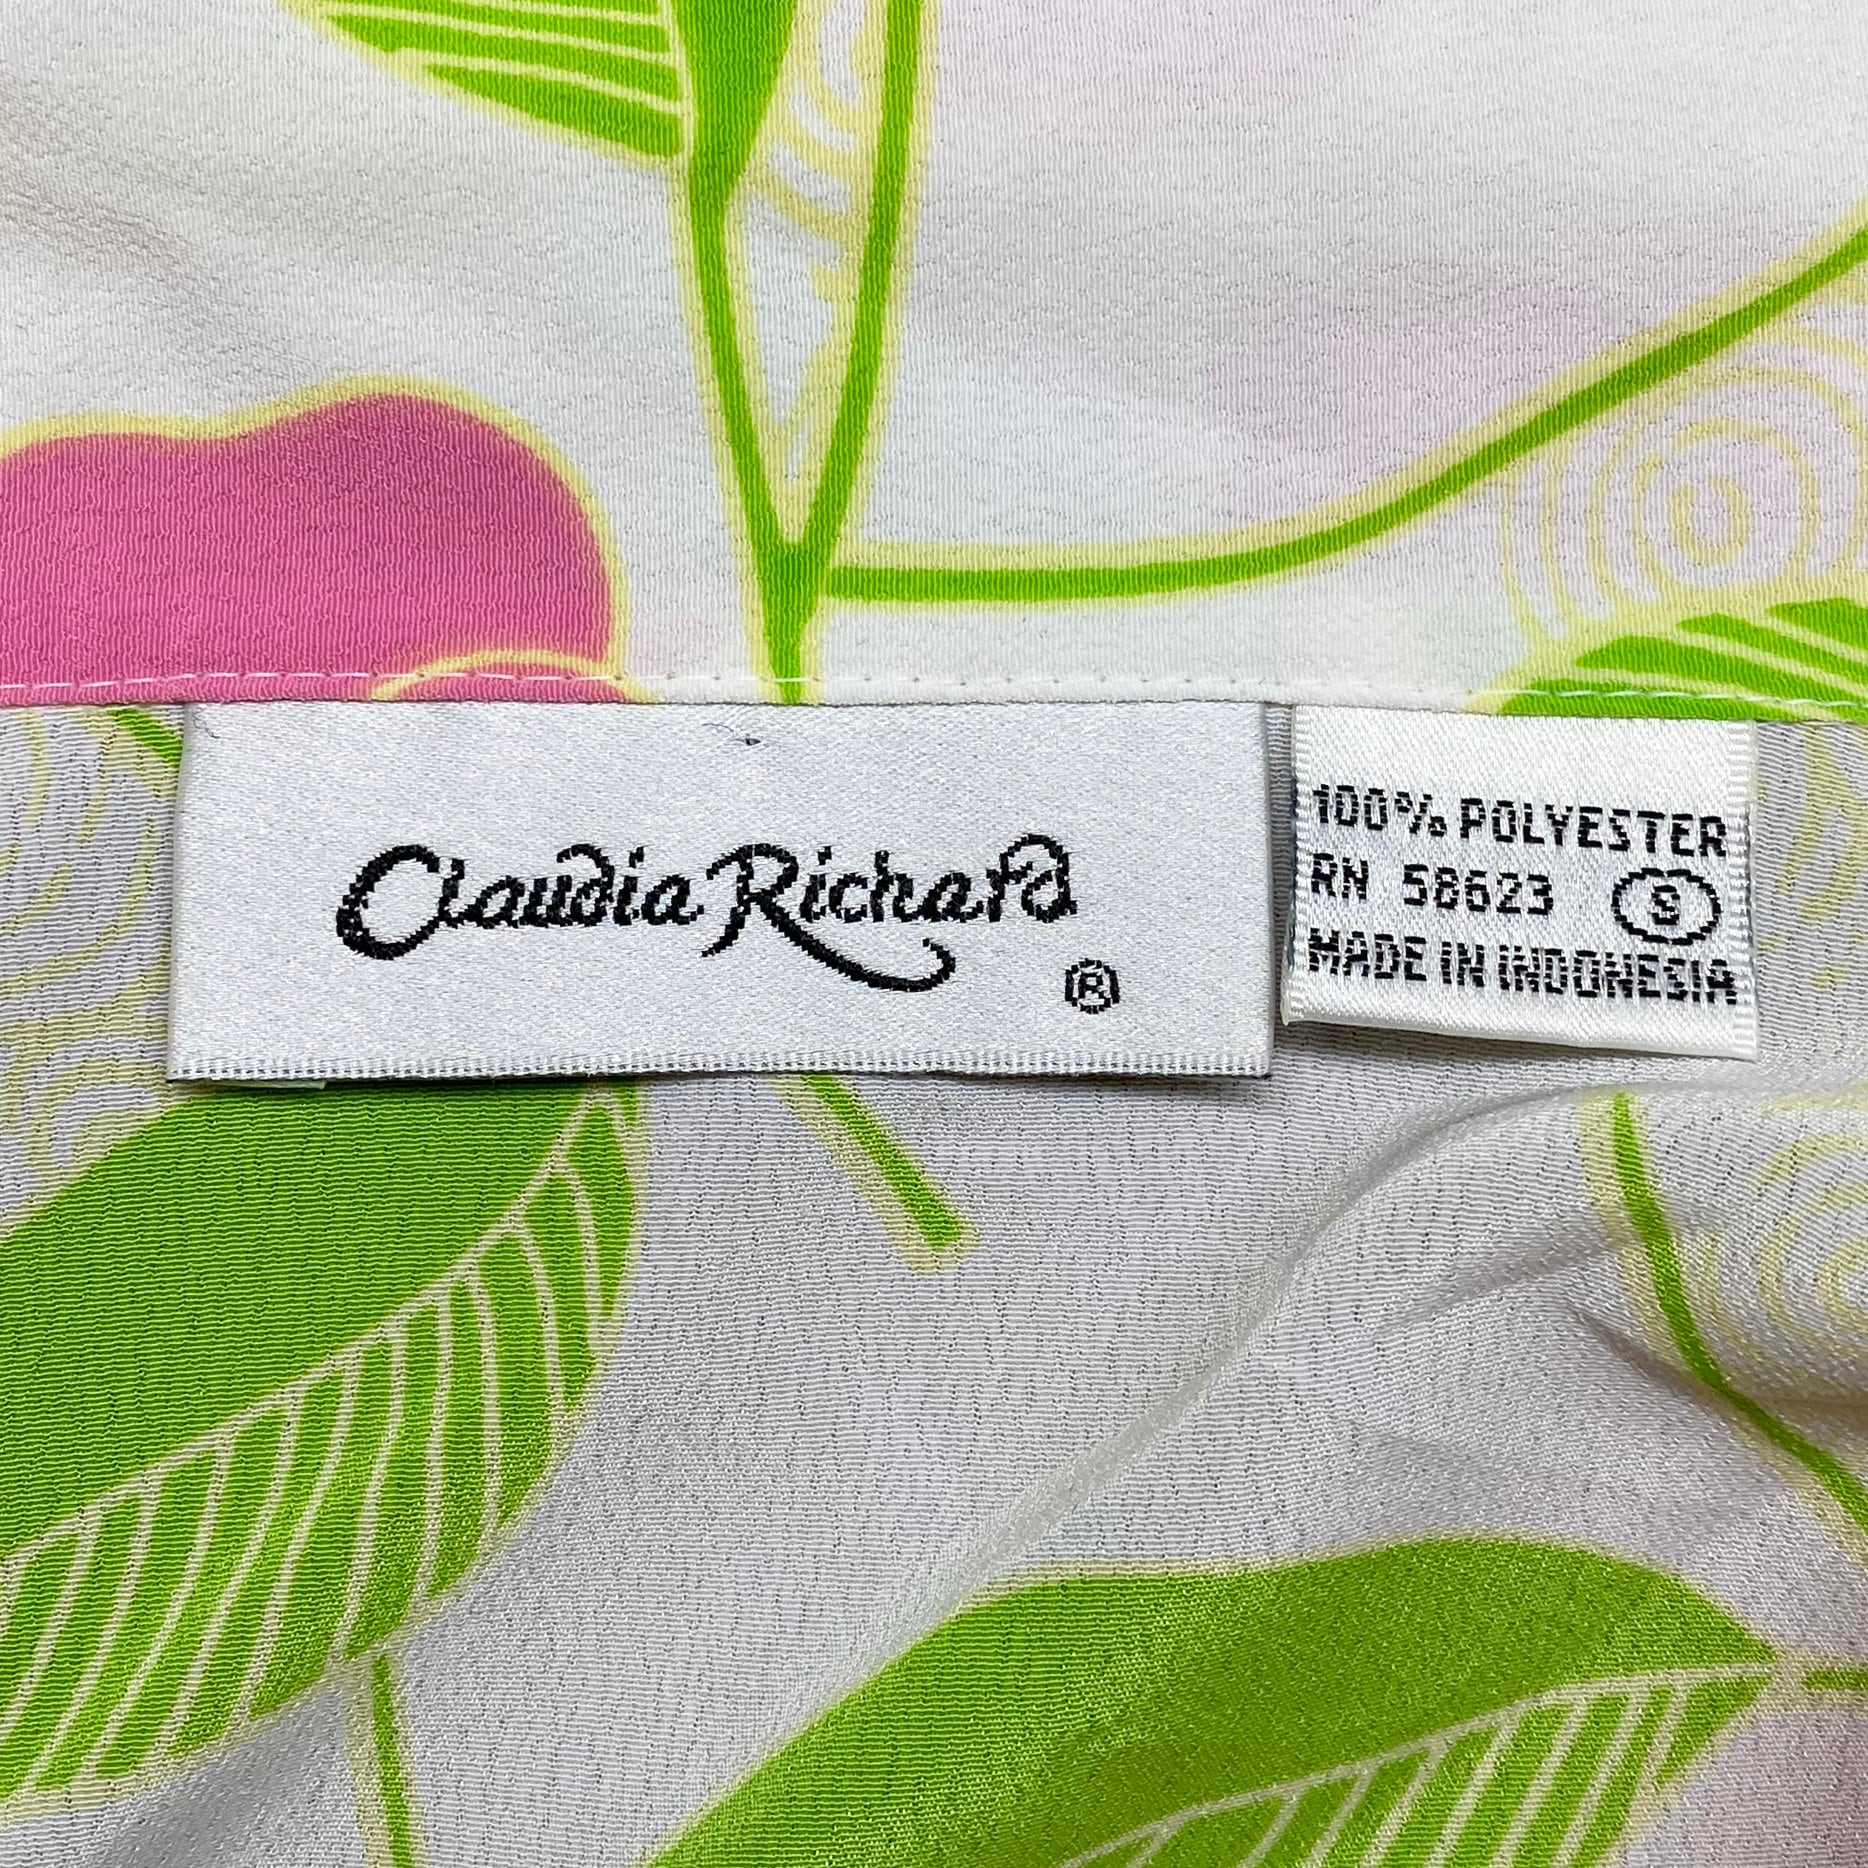 Claudia Richard
®
100% POLYESTER
RN 58623 S
MADE IN INDONESIA